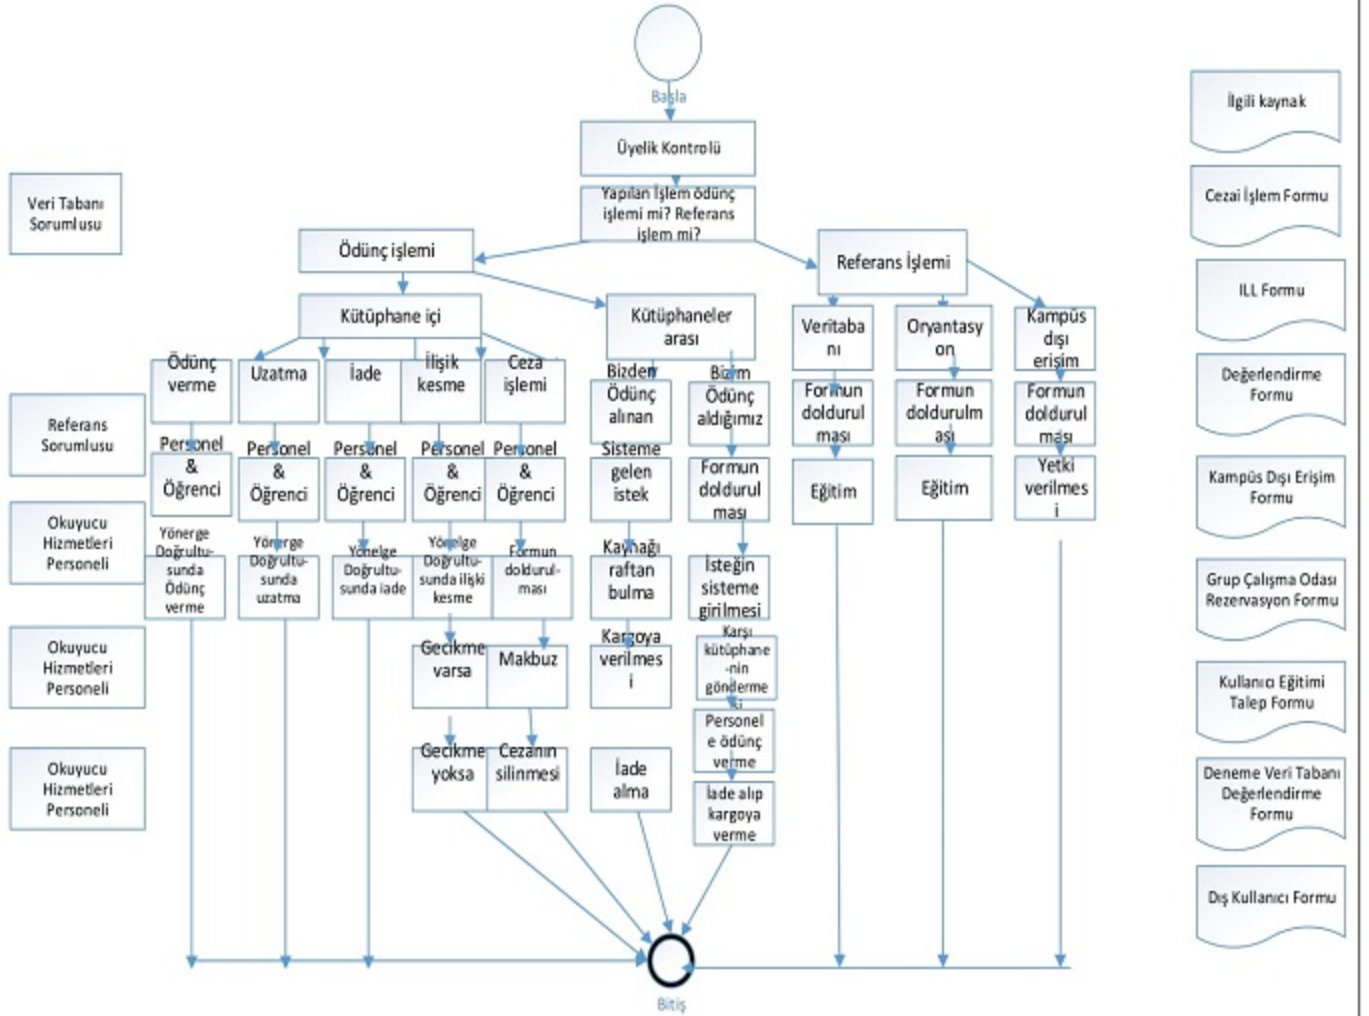 Başla
Üyelik Kontrolü
Yapılan İşlem ödünç
işlemi mi? Referans
işlem mi?
Ödünç işlemi
Referans İşlemi
Kütüphane içi
Kütüphaneler
arası
Veritaba
nı
Oryantasy
on
Kampüs
dışı
erişim
Ödünç
verme
Uzatma
İade
İlişik
kesme
Ceza
işlemi
Bizden
Ödünç
alınan
Bizim
Ödünç
aldığımız
Formun
doldurul
ması
Formun
doldurulm
ası
Formun
doldurul
ması
Personel
&
Öğrenci
Personel
&
Öğrenci
Personel
&
Öğrenci
Personel
&
Öğrenci
Personel
&
Öğrenci
Sisteme
gelen
istek
Formun
doldurul
ması
Eğitim
Eğitim
Yetki
verilmes
i
Yönerge
Doğrultu-
sunda
Ödünç
verme
Yönerge
Doğrultu-
sunda
uzatma
Yönelge
Doğrultu-
sunda iade
Yönelge
Doğrultu-
sunda ilişki
kesme
Formun
doldurul-
ması
Kaynağı
raftan
bulma
İsteğin
sisteme
girilmesi
Gecikme
varsa
Makbuz
Kargoya
verilmes
i
Karşı
kütüphane
-nin
gönderme
si
Gecikme
yoksa
Cezanın
silinmesi
İade
alma
Personel
e ödünç
verme
İade alıp
kargoya
verme
Bitiş
Veri Tabanı
Sorumlusu
Referans
Sorumlusu
Okuyucu
Hizmetleri
Personeli
Okuyucu
Hizmetleri
Personeli
Okuyucu
Hizmetleri
Personeli
İlgili kaynak
Cezai İşlem Formu
ILL Formu
Değerlendirme
Formu
Kampüs Dışı Erişim
Formu
Grup Çalışma Odası
Rezervasyon Formu
Kullanıcı Eğitimi
Talep Formu
Deneme Veri Tabanı
Değerlendirme
Formu
Dış Kullanıcı Formu